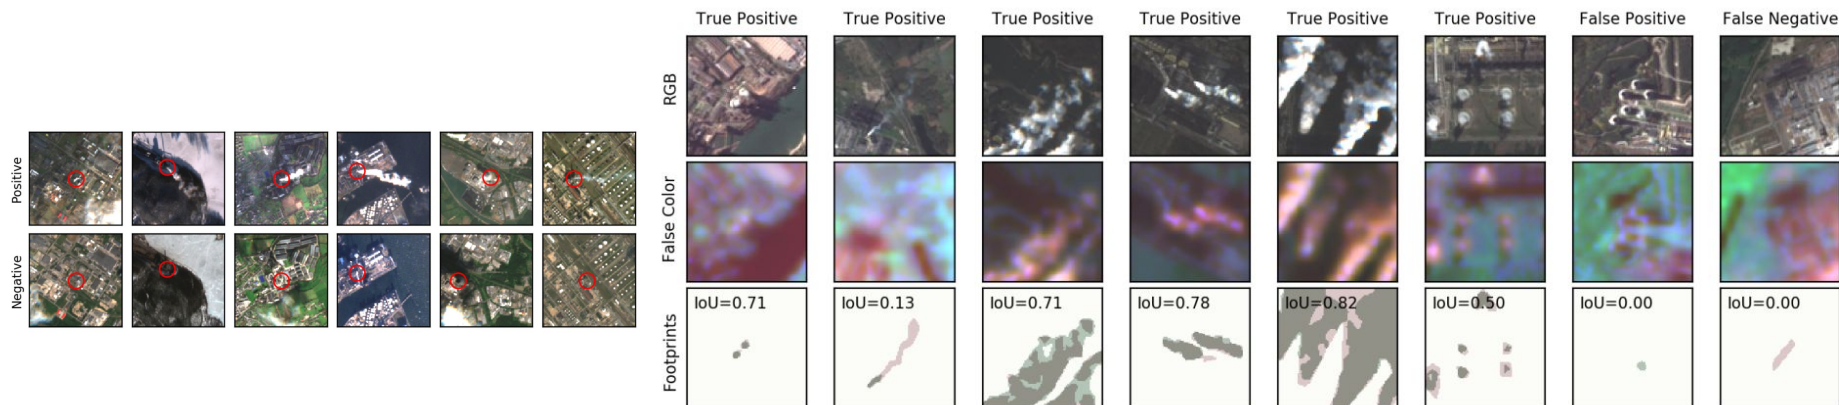 Positive
Negative
True Positive True Positive True Positive True Positive True Positive True Positive False Positive False Negative
RGB
False Color
Footprints
IoU=0.71 IoU=0.13 IoU=0.71 IoU=0.78 IoU=0.82 IoU=0.50 IoU=0.00 IoU=0.00